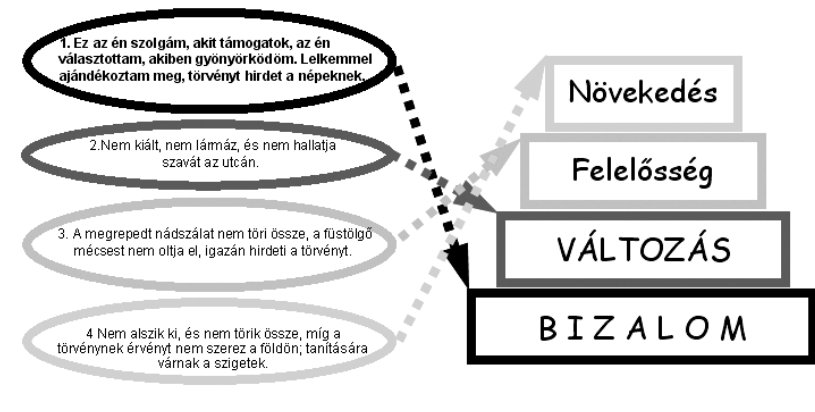 1. Ez az én szolgám, akit támogatok, az én
választottam, akiben gyönyörködöm. Lelkemmel
ajándékoztam meg, törvényt hirdet a népeknek.
2.Nem kiált, nem lármáz, és nem hallatja
szavát az utcán.
3. A megrepedt nádszálat nem töri össze, a füstölgő
mécsest nem oltja el, igazán hirdeti a törvényt.
4 Nem alszik ki, és nem törik össze, míg a
törvénynek érvényt nem szerez a földön; tanítására
várnak a szigetek.
Növekedés
Felelősség
VÁLTOZÁS
B I Z A L O M